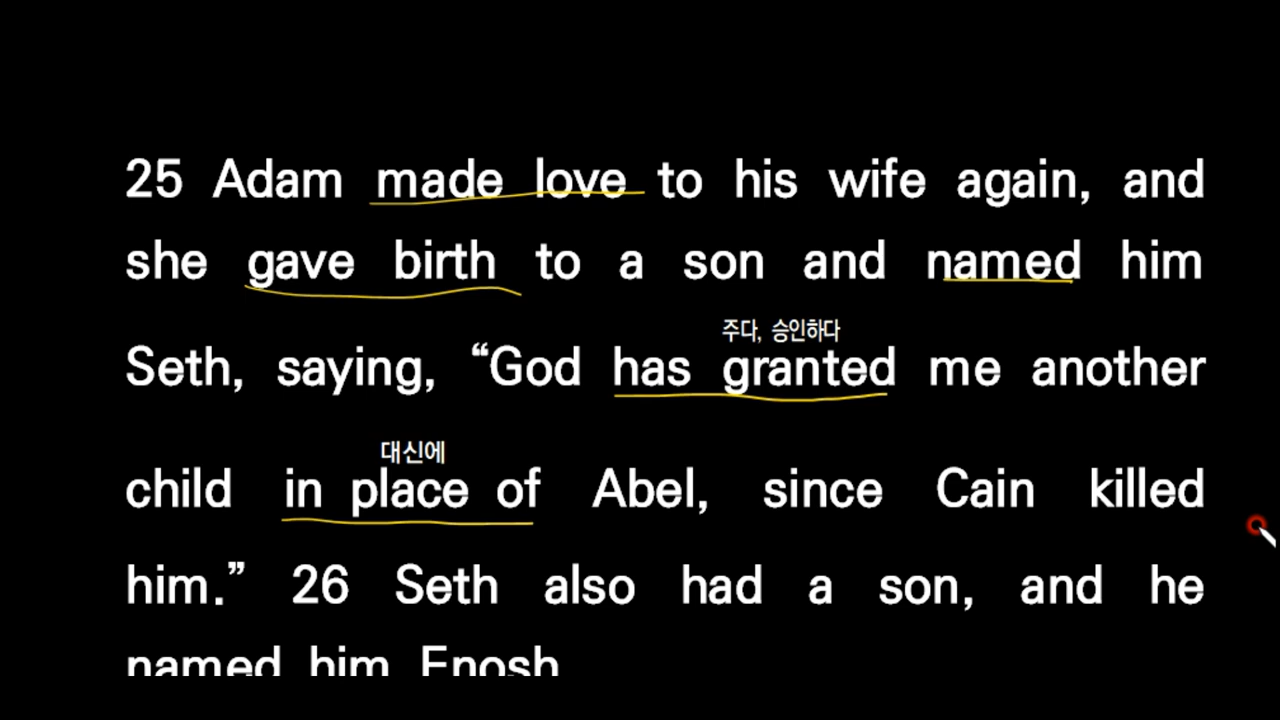 25 Adam made love to his wife again, and
she gave birth to a son and named him
주다, 승인하다
Seth, saying, “God has granted me another
대신에
child in place of Abel, since Cain killed
him.” 26 Seth also had a son, and he
named him Enosh